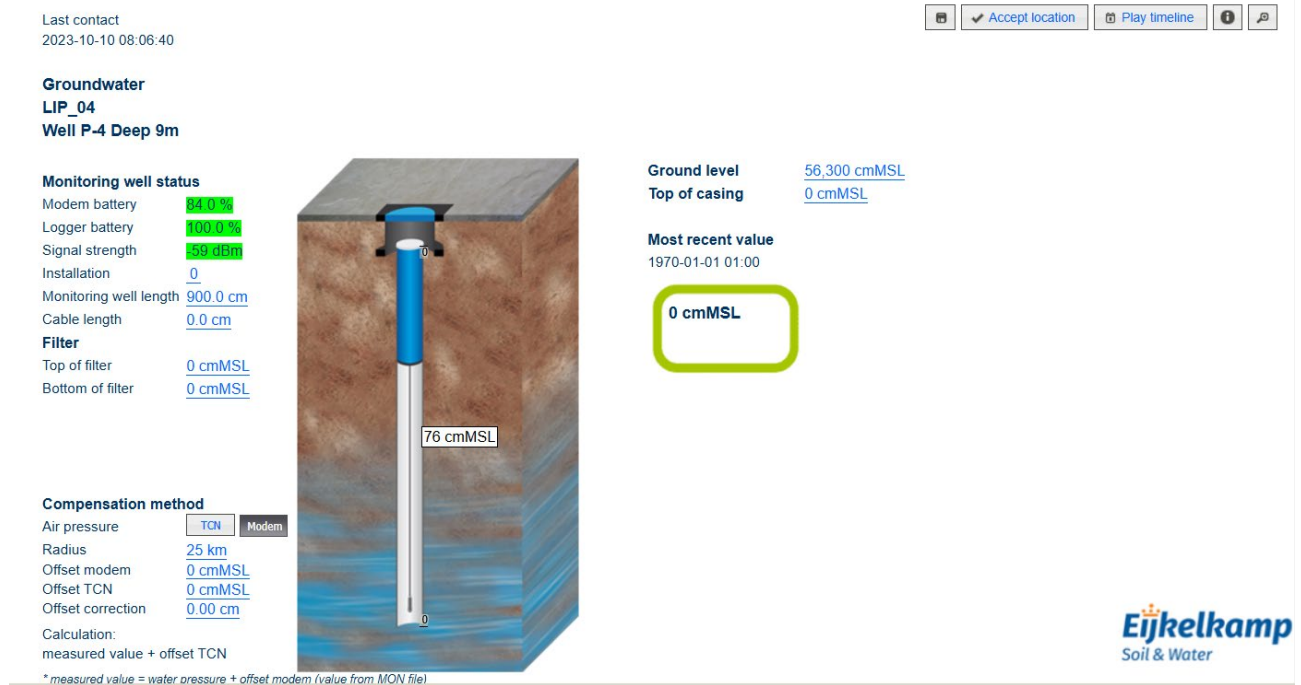 Last contact
2023-10-10 08:06:40
Accept location
Play timeline
Groundwater
LIP_04
Well P-4 Deep 9m
Monitoring well status
Modem battery 84.0 %
Logger battery 100.0 %
Signal strength -59 dBm
Installation 0
Monitoring well length 900.0 cm
Cable length 0.0 cm
Filter
Top of filter 0 cmMSL
Bottom of filter 0 cmMSL
Compensation method
Air pressure TCN Modem
Radius 25 km
Offset modem 0 cmMSL
Offset TCN 0 cmMSL
Offset correction 0.00 cm
Calculation:
measured value + offset TCN
* measured value = water pressure + offset modem (value from MON file)
0
76 cmMSL
0
Ground level 56,300 cmMSL
Top of casing 0 cmMSL
Most recent value
1970-01-01 01:00
0 cmMSL
Eijkelkamp
Soil & Water